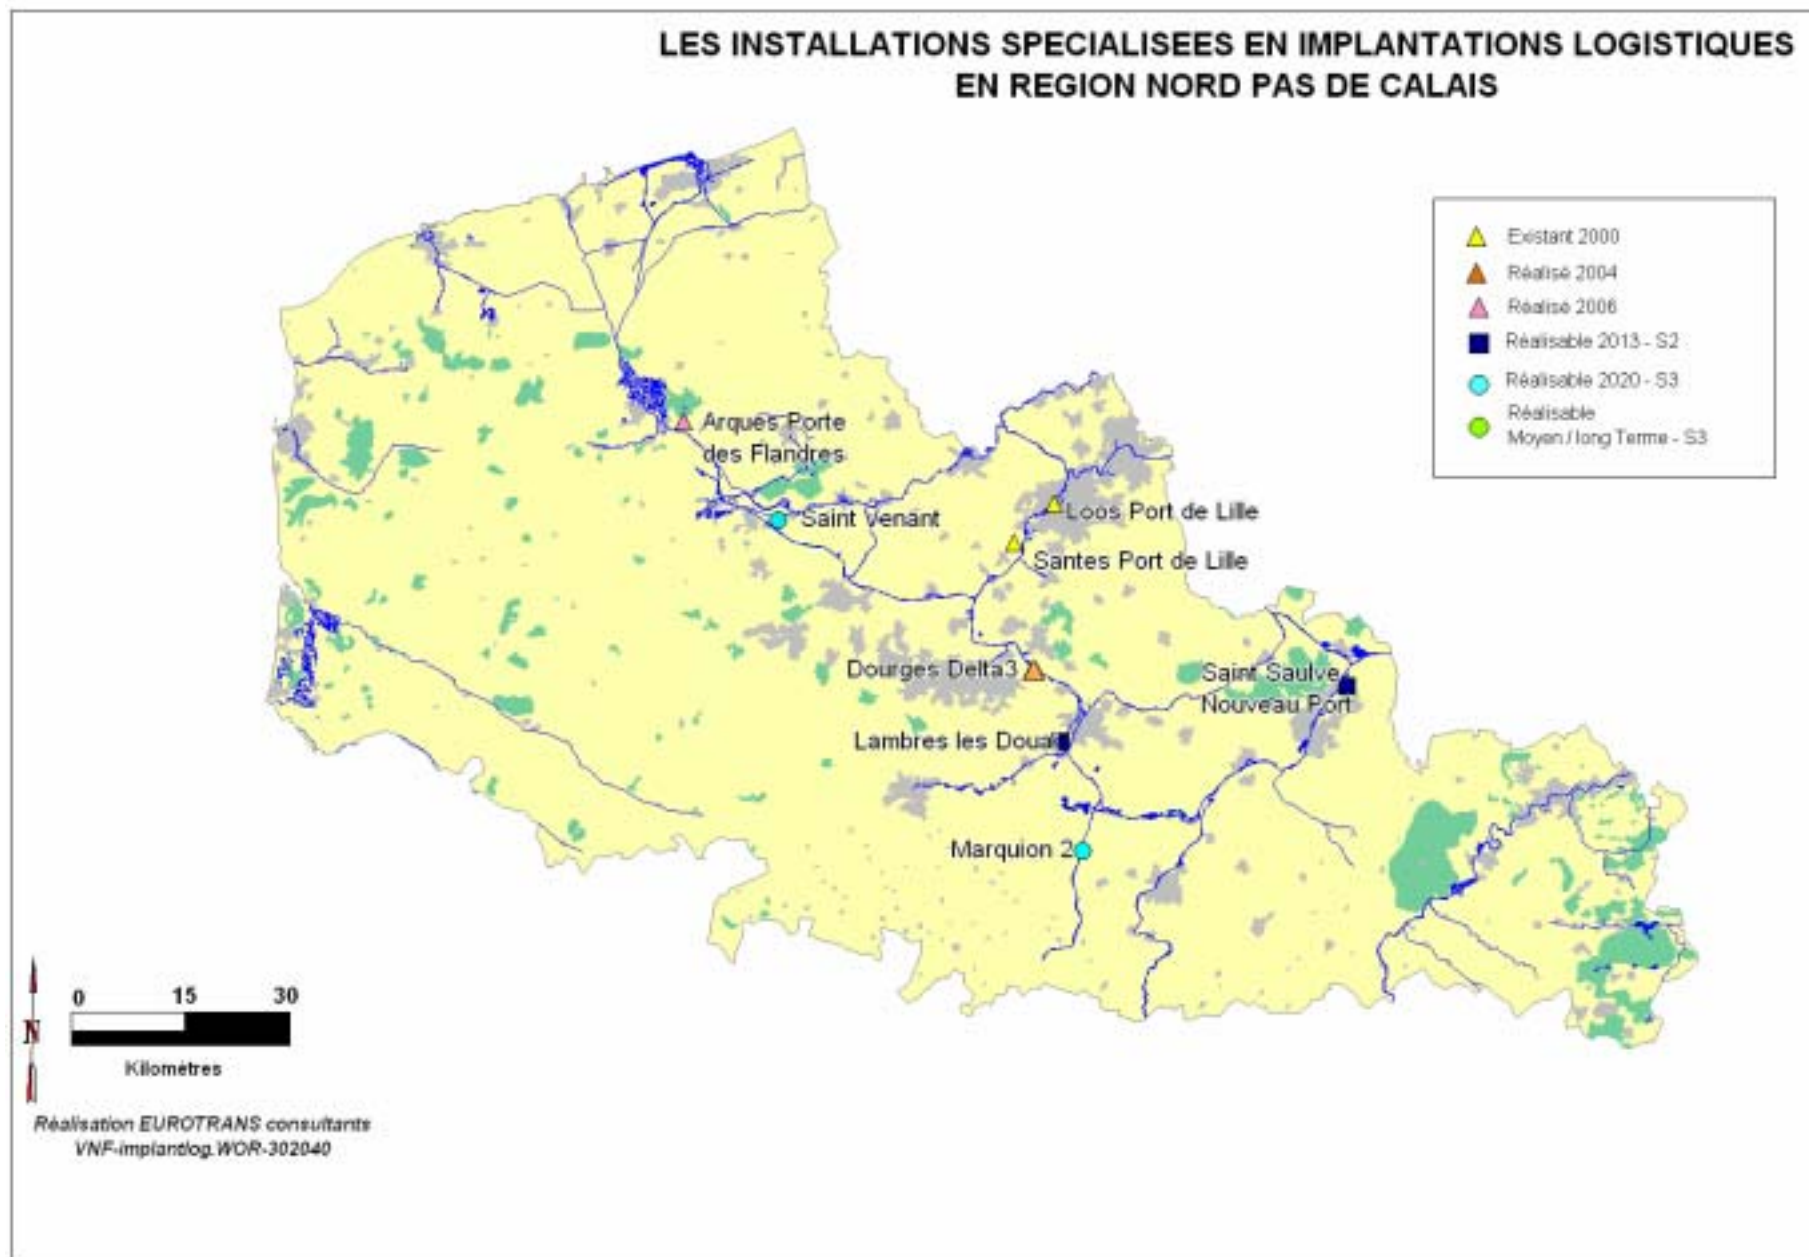 LES INSTALLATIONS SPECIALISEES EN IMPLANTATIONS LOGISTIQUES
EN REGION NORD PAS DE CALAIS
Existant 2000
Réalisé 2004
Réalisé 2006
Réalisable 2013 - S2
Réalisable 2020 - S3
Réalisable
Moyen / long Terme - S3
Arques Porte
des Flandres
Saint Venant
Loos Port de Lille
Santes Port de Lille
Dourges Delta3
Saint Saulve
Nouveau Port
Lambres les Douai
Marquion 2
0 15 30
N
Kilomètres
Réalisation EUROTRANS consultants
VNF-implantlog.WOR-302040